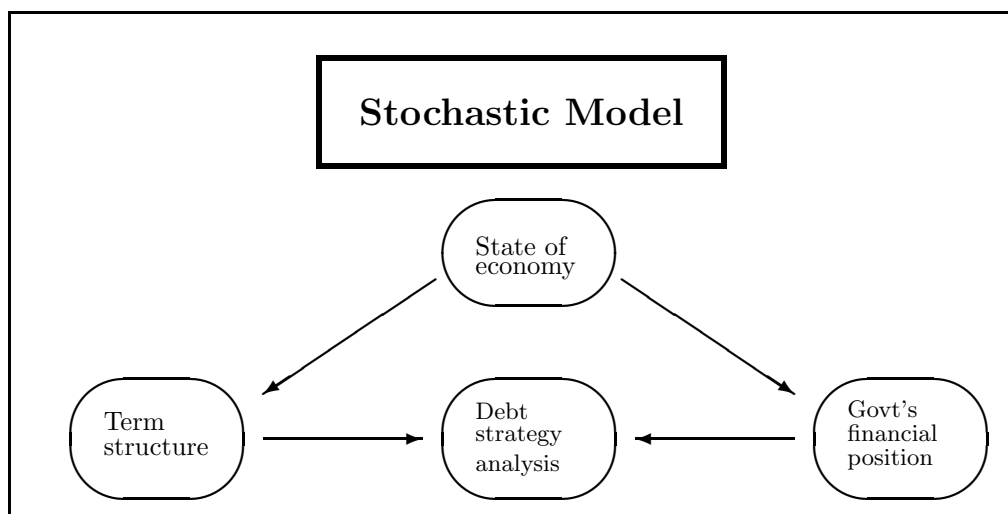 Stochastic Model
State of
economy
Term
structure
Debt
strategy
analysis
Govt's
financial
position